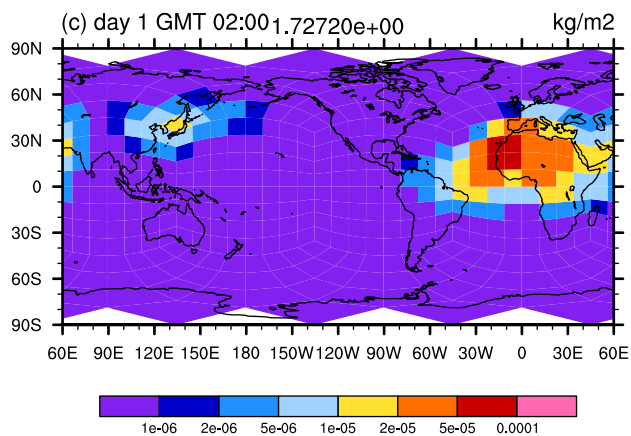 (c) day 1 GMT 02:00 1.72720e+00 kg/m2
90N
60N
30N
0
30S
60S
90S
60E 90E 120E 150E 180 150W 120W 90W 60W 30W 0 30E 60E
1e-06 2e-06 5e-06 1e-05 2e-05 5e-05 0.0001